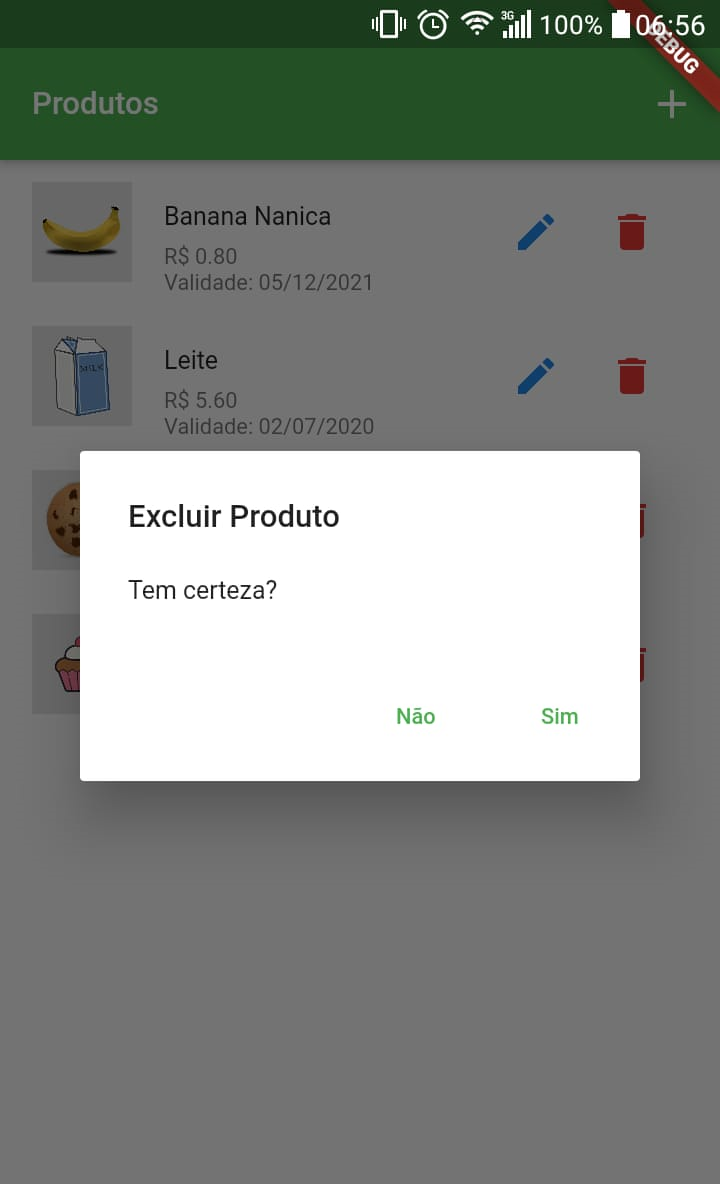 3G 100% 06:56
DEBUG
Produtos
Banana Nanica
R$ 0.80
Validade: 05/12/2021
MILK
Leite
R$ 5.60
Validade: 02/07/2020
Excluir Produto
Tem certeza?
Não Sim